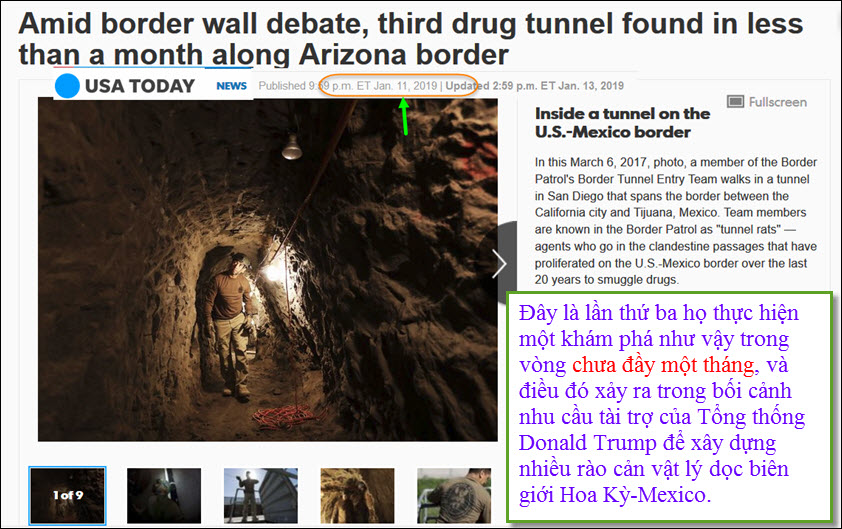 Amid border wall debate, third drug tunnel found in less
than a month along Arizona border
USA TODAY NEWS Published 9:59 p.m. ET Jan. 11, 2019 | Updated 2:59 p.m. ET Jan. 13, 2019
Fullscreen
Inside a tunnel on the
U.S.-Mexico border
In this March 6, 2017, photo, a member of the Border
Patrol's Border Tunnel Entry Team walks in a tunnel
in San Diego that spans the border between the
California city and Tijuana, Mexico. Team members
are known in the Border Patrol as "tunnel rats" —
agents who go in the clandestine passages that have
proliferated on the U.S.-Mexico border over the last
20 years to smuggle drugs.
Đây là lần thứ ba họ thực hiện
một khám phá như vậy trong
vòng chưa đầy một tháng, và
điều đó xảy ra trong bối cảnh
nhu cầu tài trợ của Tổng thống
Donald Trump để xây dựng
nhiều rào cản vật lý dọc biên
giới Hoa Kỳ-Mexico.
1 of 9